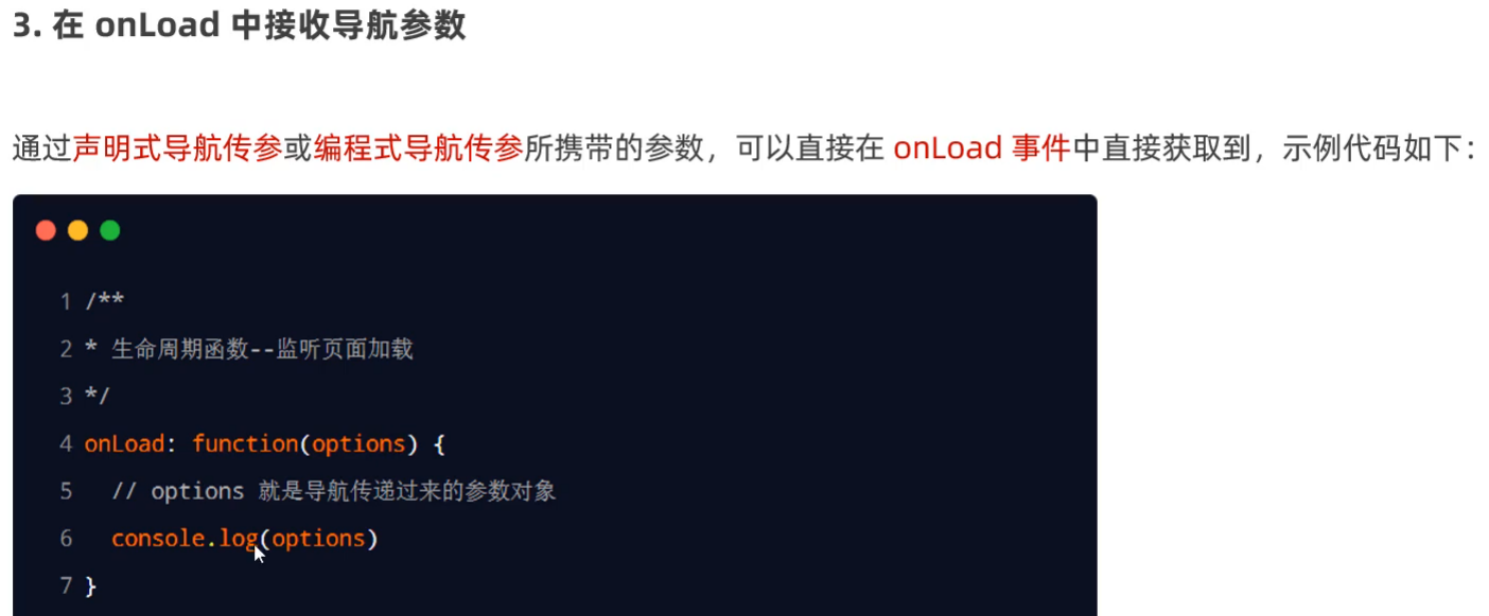 3. 在 onLoad 中接收导航参数
通过声明式导航传参或编程式导航传参所携带的参数，可以直接在 onLoad 事件中直接获取到，示例代码如下：
1 /**
2 * 生命周期函数--监听页面加载
3 */
4 onLoad: function(options) {
5   // options 就是导航传递过来的参数对象
6   console.log(options)
7 }